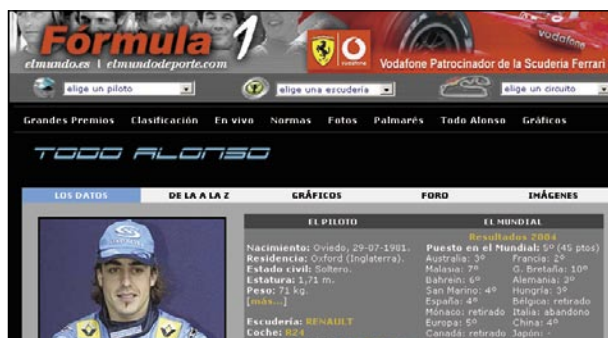 Fórmula 1
elmundo.es | elmundodeporte.com
vodafone
Vodafone Patrocinador de la Scuderia Ferrari
elige un piloto
elige una escudería
elige un circuito
Grandes Premios Clasificación En vivo Normas Fotos Palmarés Todo Alonso Gráficos
TODO ALONSO
LOS DATOS DE LA A LA Z GRÁFICOS FORO IMÁGENES
EL PILOTO
Nacimiento: Oviedo, 29-07-1981.
Residencia: Oxford (Inglaterra).
Estado civil: Soltero.
Estatura: 1,71 m.
Peso: 71 kg.
[más...]
Escudería: RENAULT
Coche: R24
EL MUNDIAL
Resultados 2004
Puesto en el Mundial: 5º (45 ptos)
Australia: 3º Francia: 2º
Malasia: 7º G. Bretaña: 10º
Bahrein: 6º Alemania: 3º
San Marino: 4º Hungría: 3º
España: 4º Bélgica: retirado
Mónaco: retirado Italia: abandono
Europa: 5º China: 4º
Canadá: retirado Japón: -